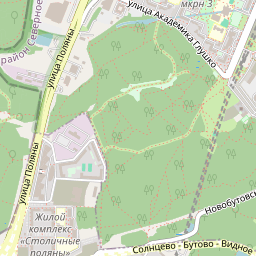 улица Академика Глушко
мкрн 3
район Северное
улица Поляны
улица Поляны
Новобутовск
Жилой
комплекс
«Столичные
поляны»
Солнцево - Бутово - Видное